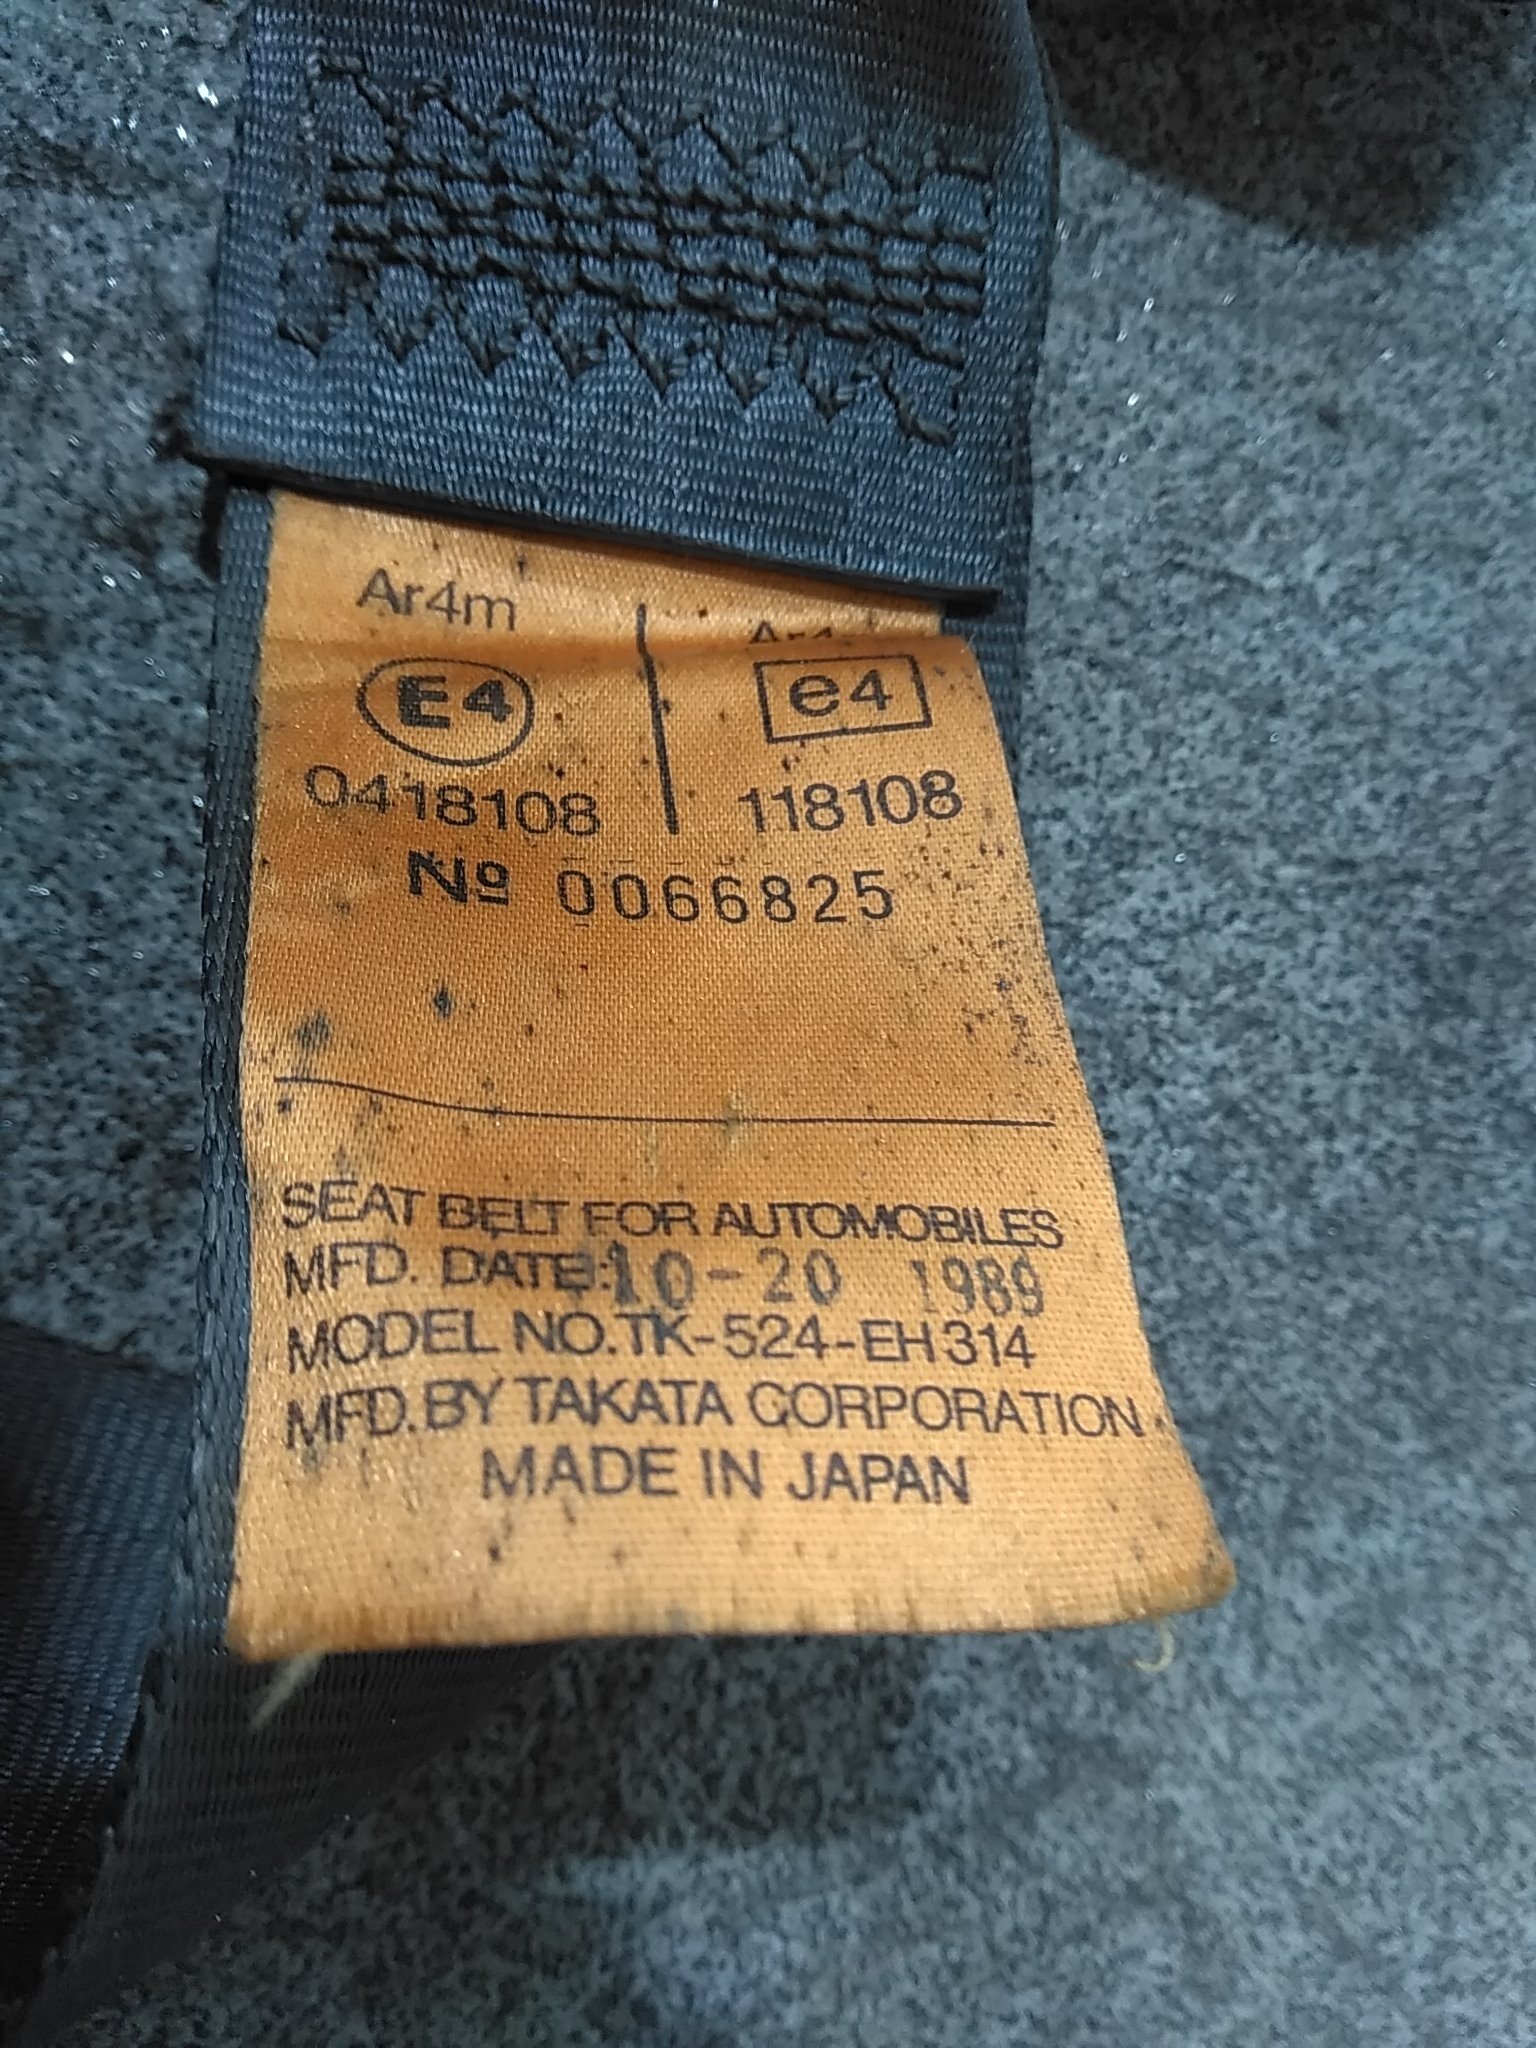 Ar4m
E4 e4
0418108 118108
Nº 0066825
SEAT BELT FOR AUTOMOBILES
MFD. DATE: 10-20 1989
MODEL NO. TK-524-EH314
MFD. BY TAKATA CORPORATION
MADE IN JAPAN